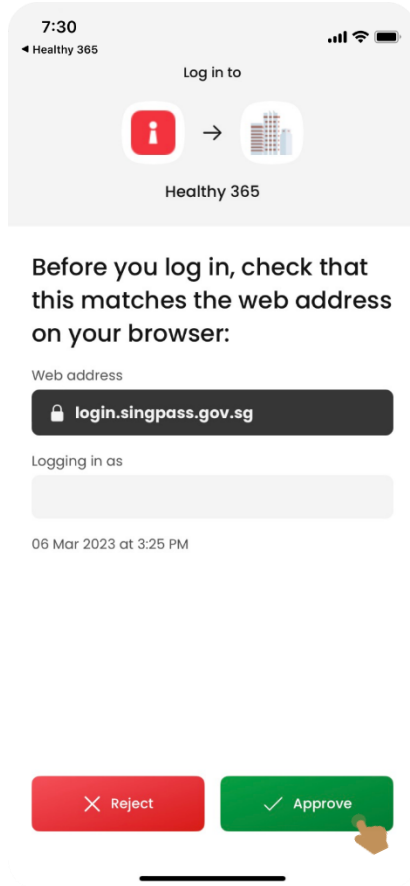 7:30
◀ Healthy 365
Log in to
Healthy 365
Before you log in, check that
this matches the web address
on your browser:
Web address
login.singpass.gov.sg
Logging in as
06 Mar 2023 at 3:25 PM
Reject
Approve